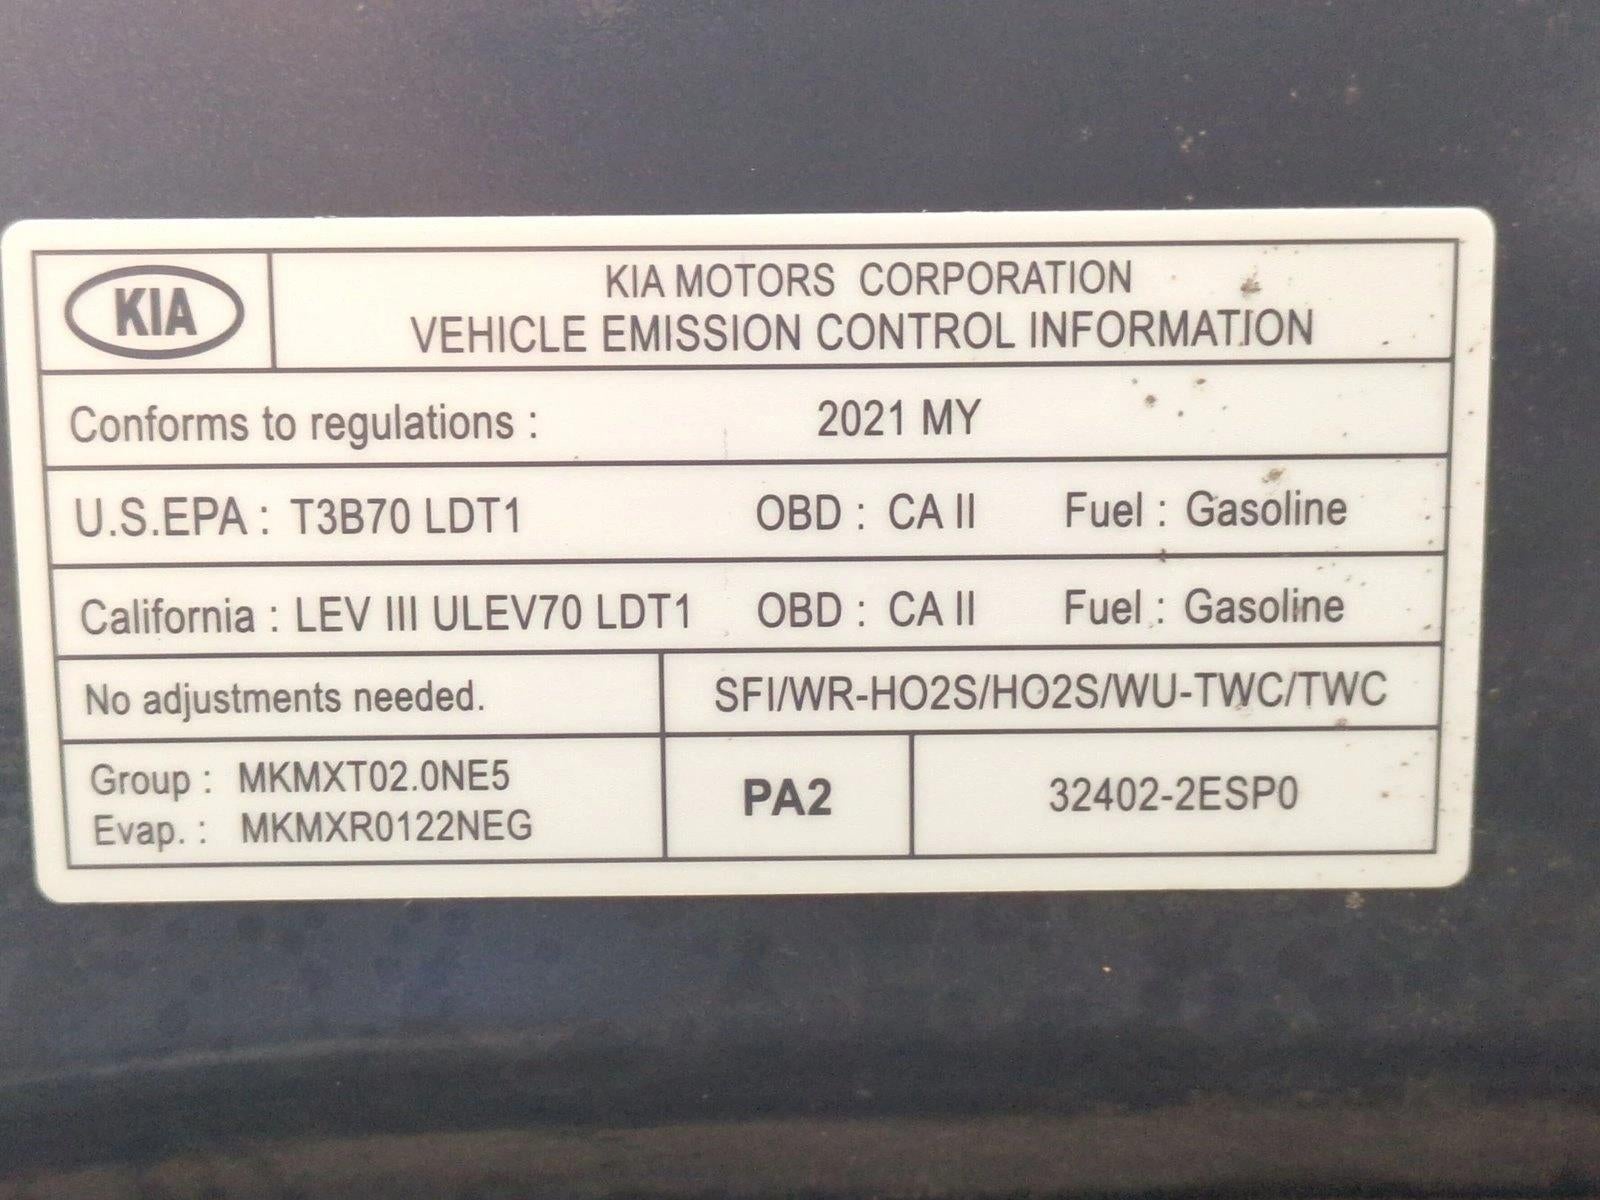 KIA
KIA MOTORS CORPORATION
VEHICLE EMISSION CONTROL INFORMATION
Conforms to regulations : 2021 MY
U.S.EPA : T3B70 LDT1 OBD : CA II Fuel : Gasoline
California : LEV III ULEV70 LDT1 OBD : CA II Fuel : Gasoline
No adjustments needed. SFI/WR-HO2S/HO2S/WU-TWC/TWC
Group : MKMXT02.0NE5
Evap. : MKMXR0122NEG
PA2
32402-2ESP0